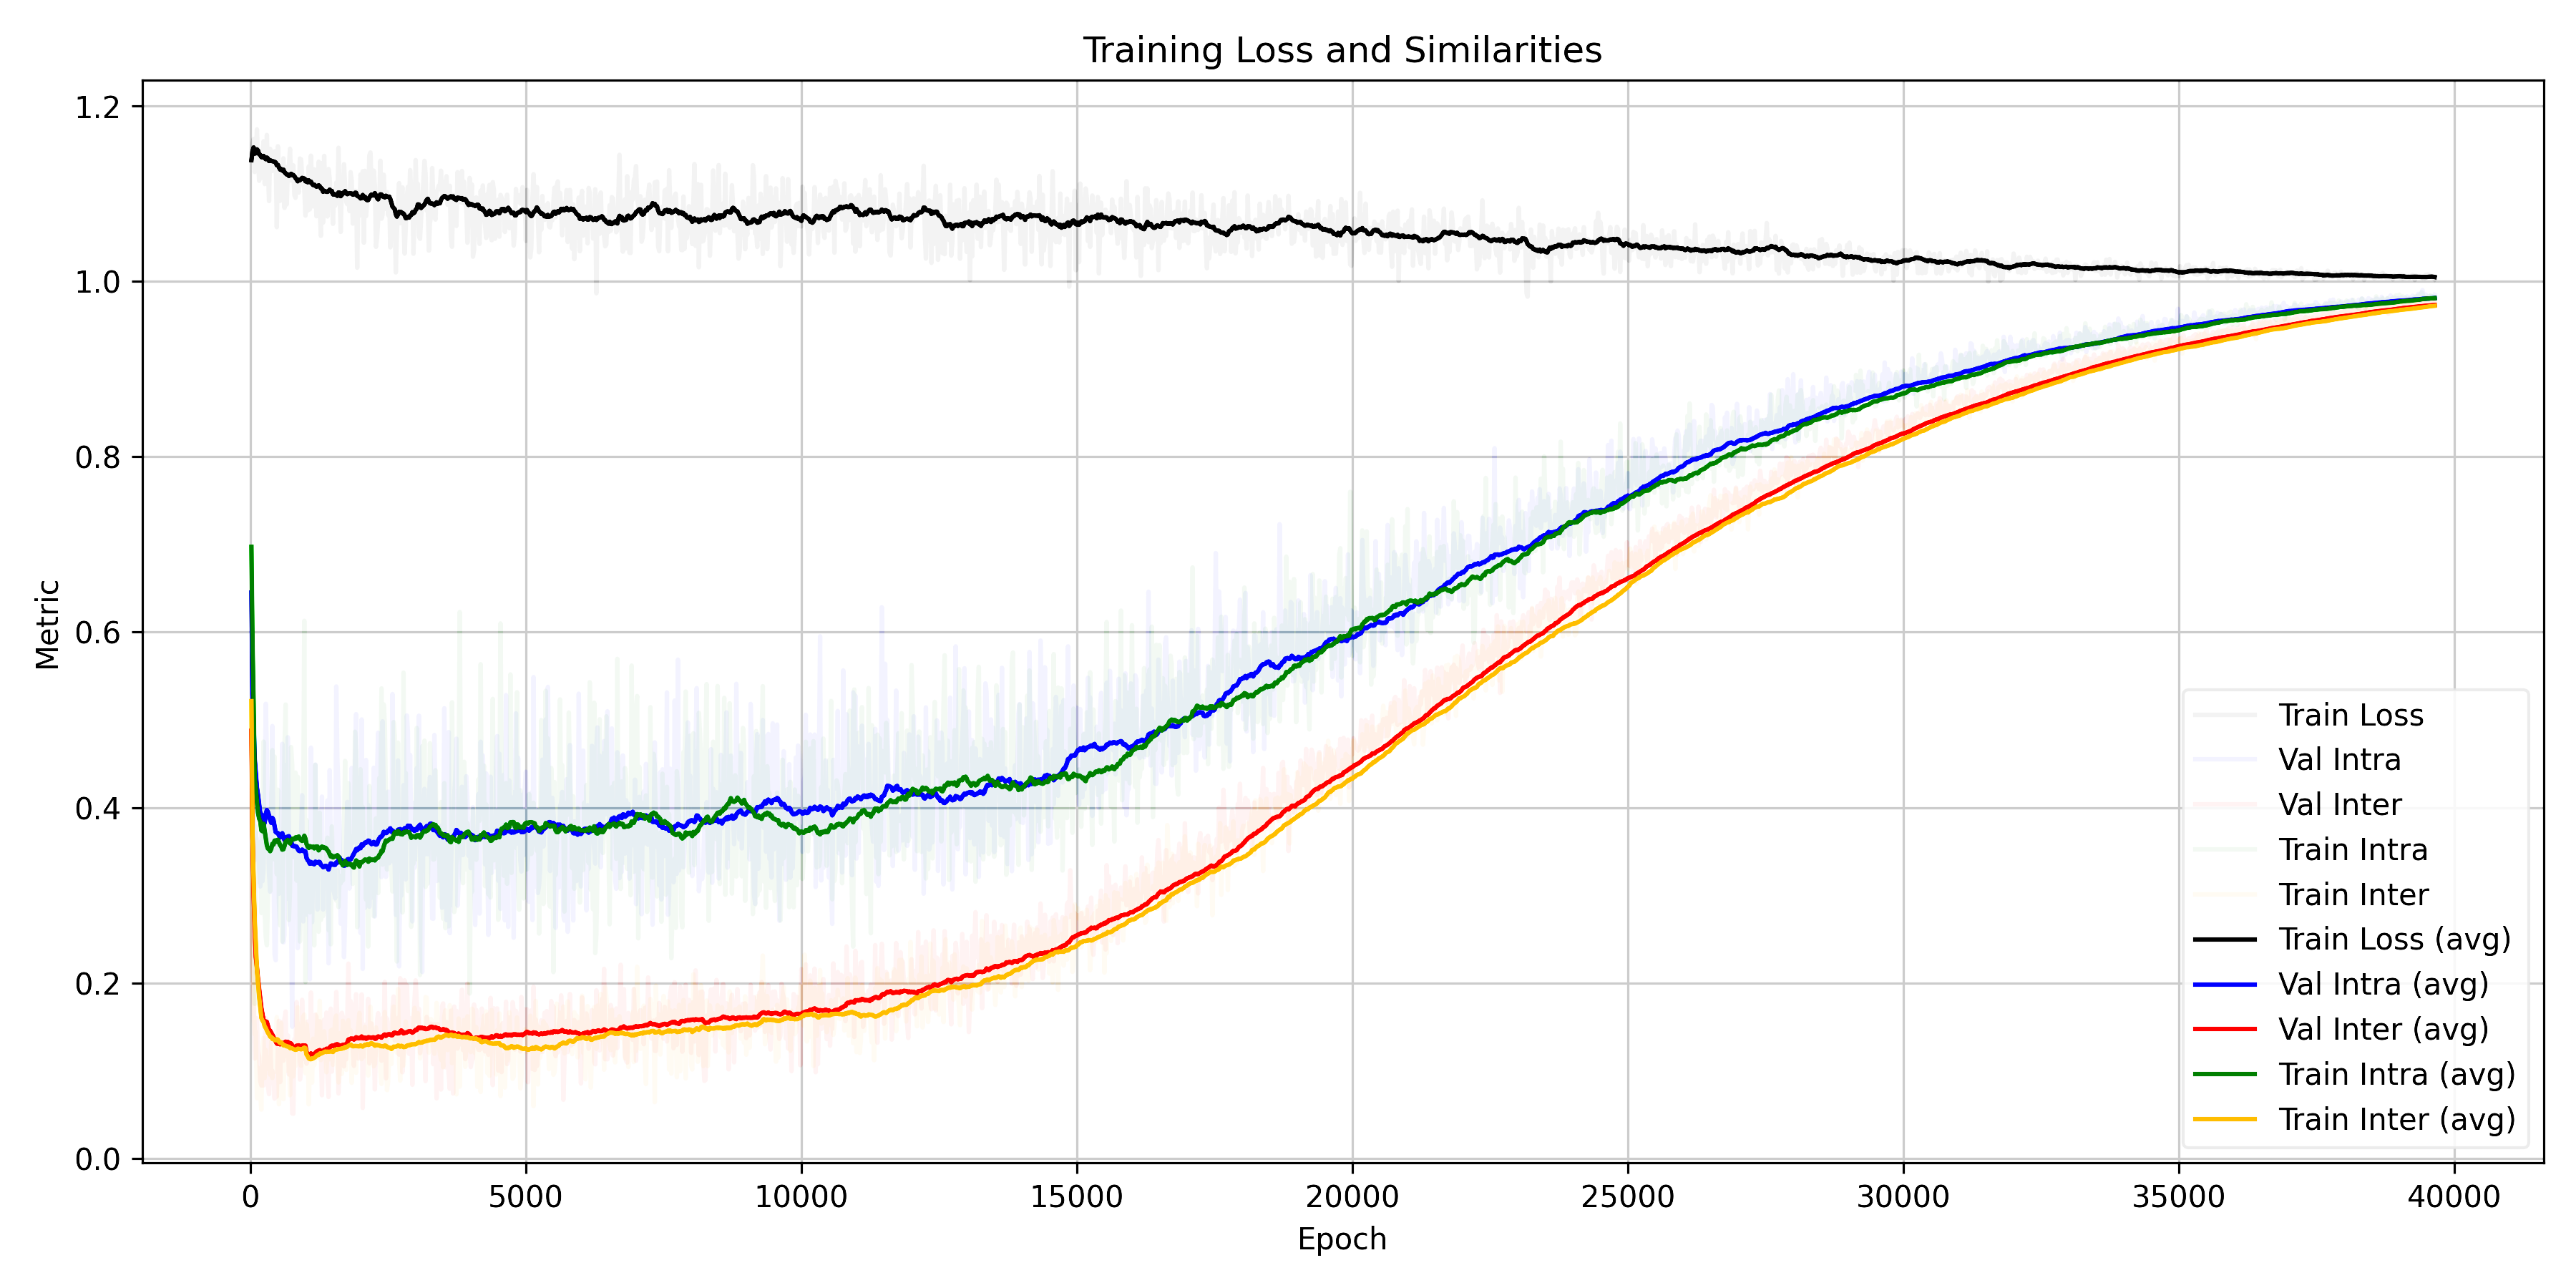 Training Loss and Similarities
1.2
1.0
0.8
0.6
0.4
0.2
0.0
Metric
0
5000
10000
15000
20000
25000
30000
35000
40000
Epoch
Train Loss
Val Intra
Val Inter
Train Intra
Train Inter
Train Loss (avg)
Val Intra (avg)
Val Inter (avg)
Train Intra (avg)
Train Inter (avg)